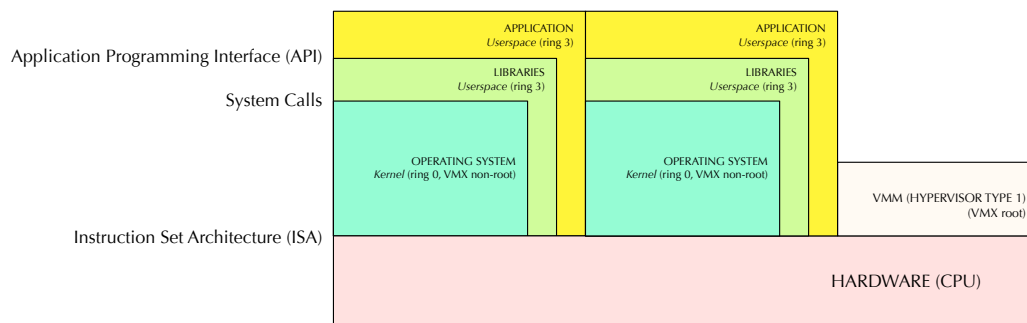 APPLICATION
Userspace (ring 3)
APPLICATION
Userspace (ring 3)
Application Programming Interface (API)
LIBRARIES
Userspace (ring 3)
LIBRARIES
Userspace (ring 3)
System Calls
OPERATING SYSTEM
Kernel (ring 0, VMX non-root)
OPERATING SYSTEM
Kernel (ring 0, VMX non-root)
VMM (HYPERVISOR TYPE 1)
(VMX root)
Instruction Set Architecture (ISA)
HARDWARE (CPU)